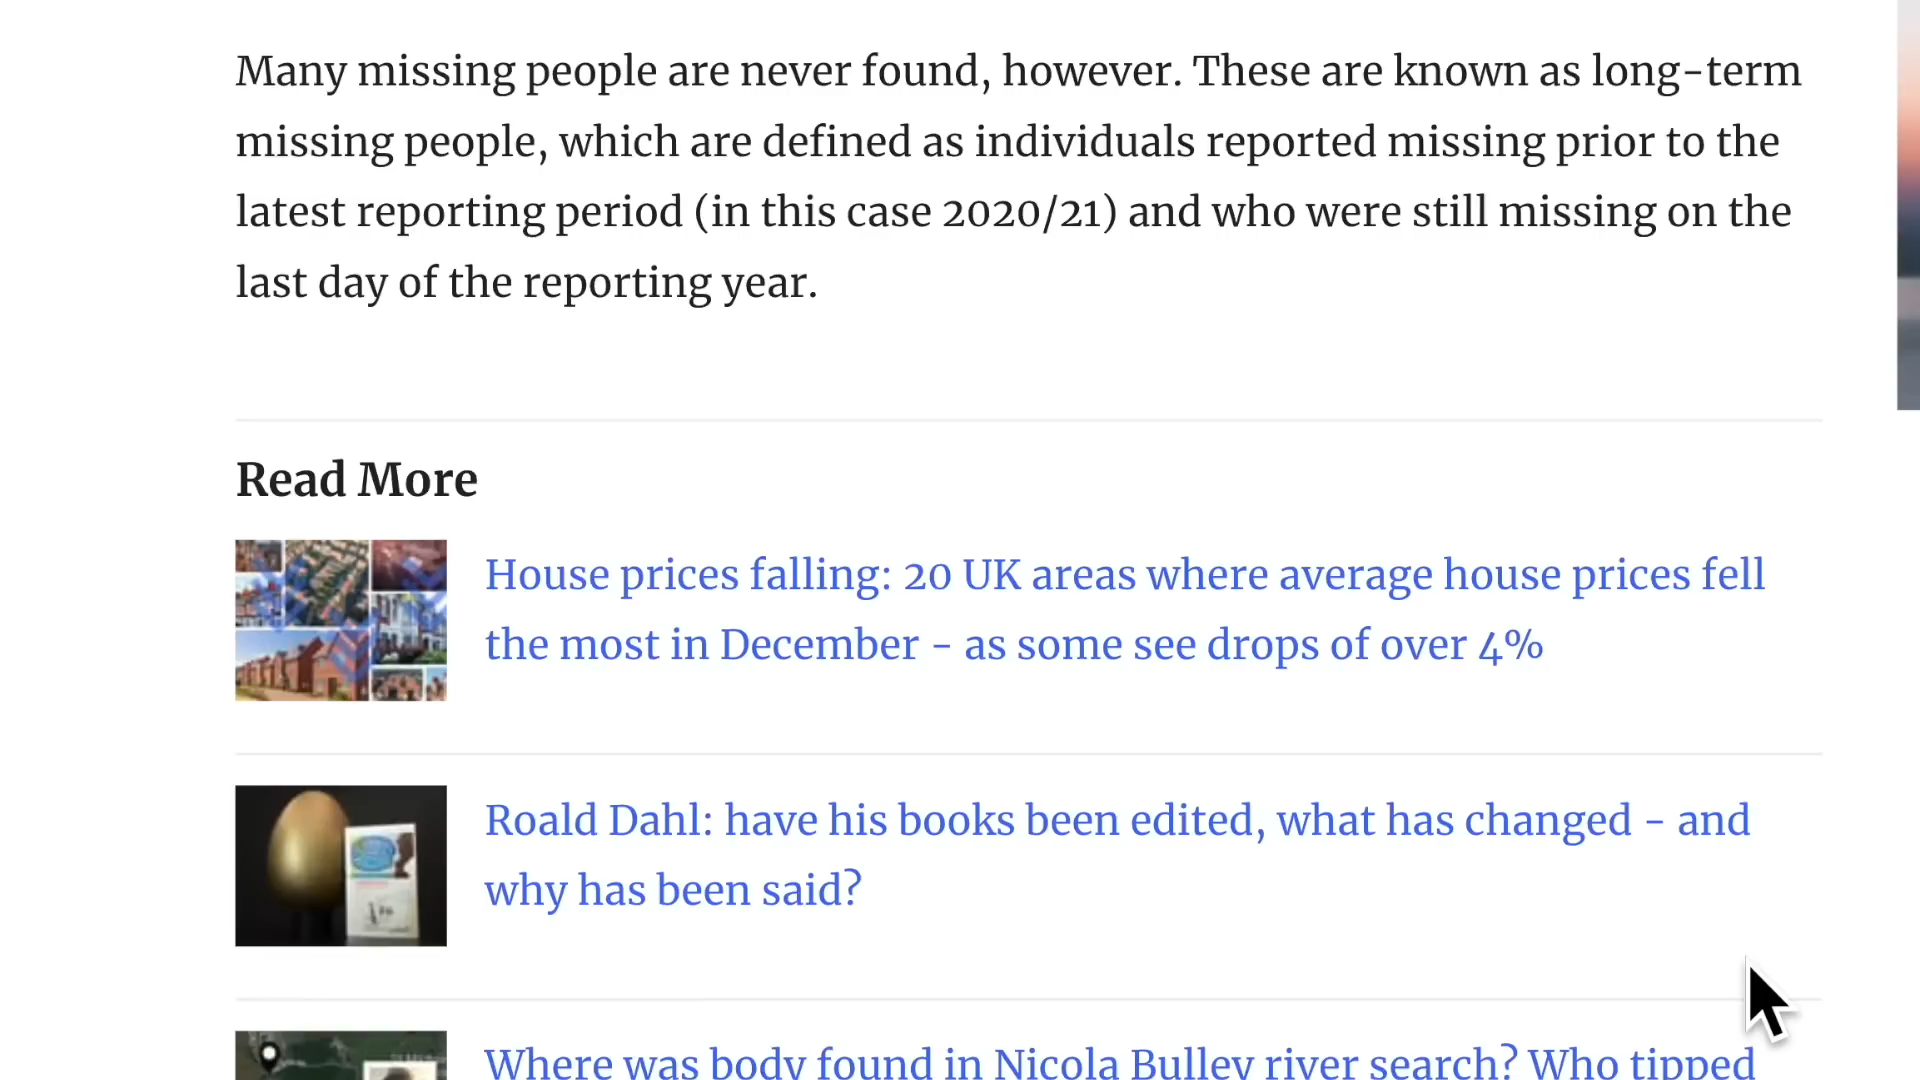 Many missing people are never found, however. These are known as long-term
missing people, which are defined as individuals reported missing prior to the
latest reporting period (in this case 2020/21) and who were still missing on the
last day of the reporting year.
Read More
House prices falling: 20 UK areas where average house prices fell
the most in December - as some see drops of over 4%
Roald Dahl: have his books been edited, what has changed - and
why has been said?
Where was body found in Nicola Bulley river search? Who tipped